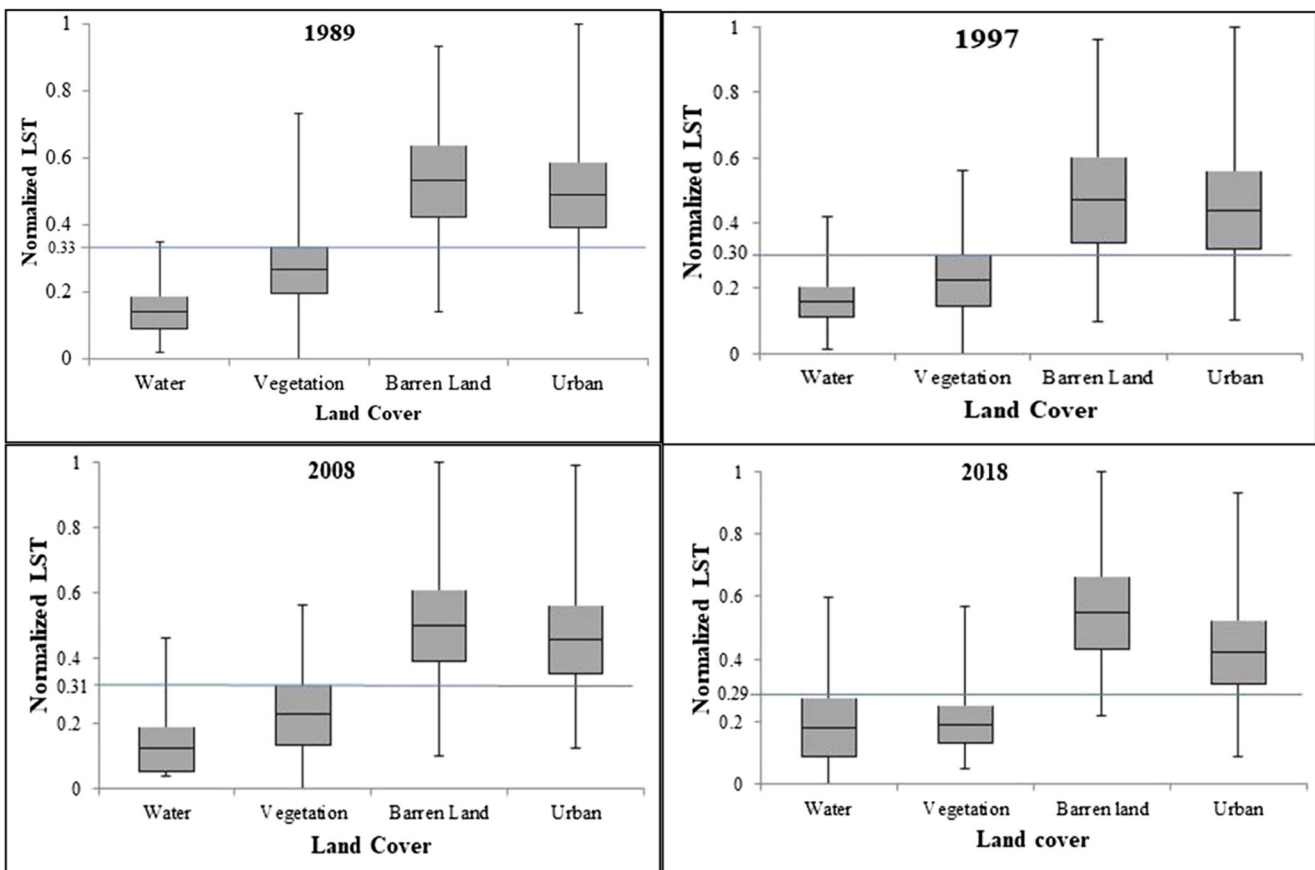 1989
Normalized LST
1
0.8
0.6
0.4
0.33
0.2
0
Water Vegetation Barren Land Urban
Land Cover
1997
Normalized LST
1
0.8
0.6
0.4
0.30
0.2
0
Water Vegetation Barren Land Urban
Land Cover
2008
Normalized LST
1
0.8
0.6
0.4
0.31
0.2
0
Water Vegetation Barren Land Urban
Land Cover
2018
Normalized LST
1
0.8
0.6
0.4
0.29
0.2
0
Water Vegetation Barren land Urban
Land cover